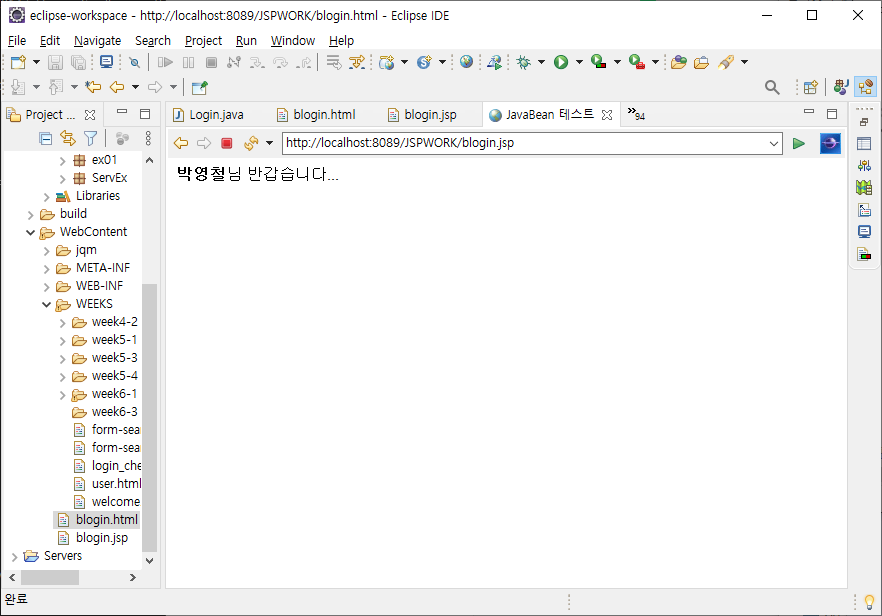 eclipse-workspace - http://localhost:8089/JSPWORK/blogin.html - Eclipse IDE
File Edit Navigate Search Project Run Window Help
Project ...
Login.java blogin.html blogin.jsp JavaBean 테스트 »94
http://localhost:8089/JSPWORK/blogin.jsp
박영철님 반갑습니다...
ex01
ServEx
Libraries
build
WebContent
jqm
META-INF
WEB-INF
WEEKS
week4-2
week5-1
week5-3
week5-4
week6-1
week6-3
form-sea
form-sea
login_che
user.html
welcome
blogin.html
blogin.jsp
Servers
완료